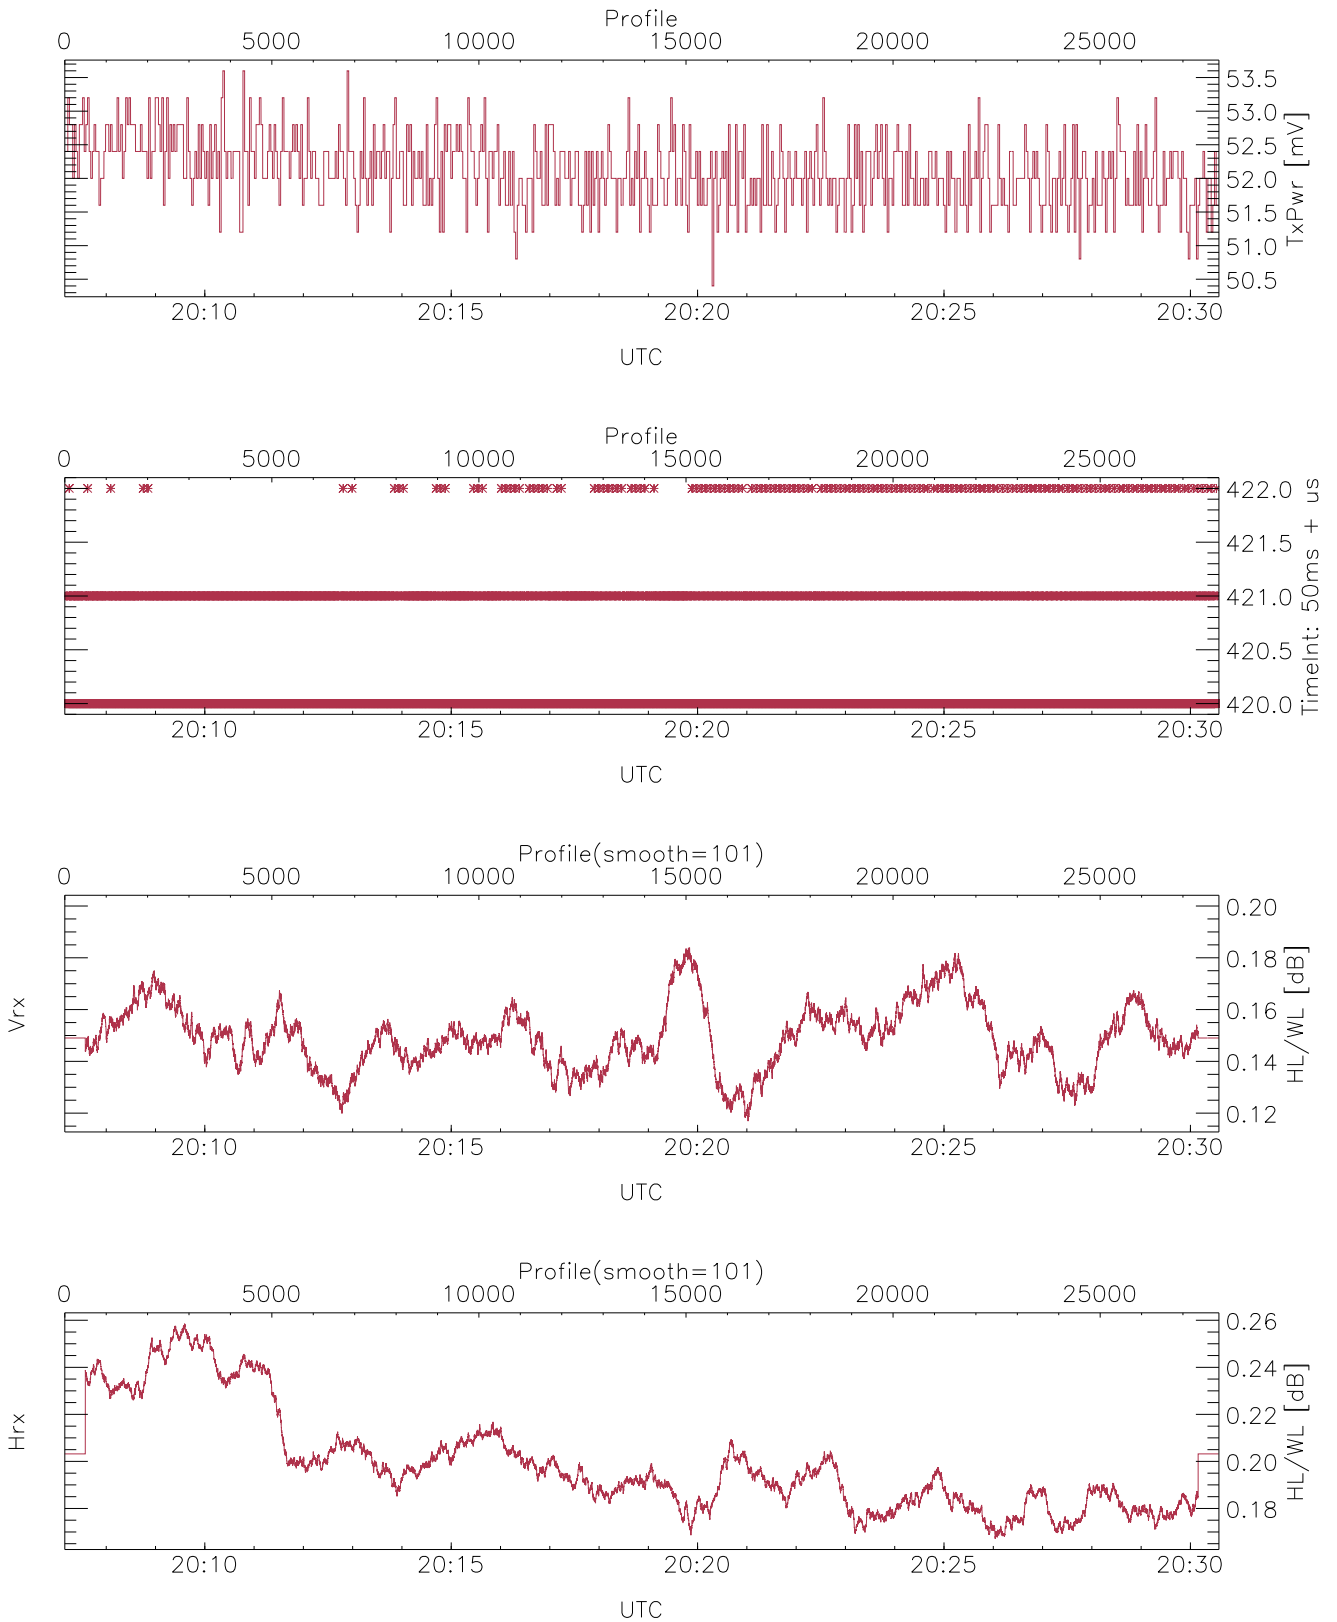 Profile
0 5000 10000 15000 20000 25000
53.5
53.0
52.5
52.0
51.5
51.0
50.5
TxPwr [mV]
20:10 20:15 20:20 20:25 20:30
UTC
Profile
0 5000 10000 15000 20000 25000
422.0
421.5
421.0
420.5
420.0
TimeInt: 50ms + us
20:10 20:15 20:20 20:25 20:30
UTC
Profile(smooth=101)
0 5000 10000 15000 20000 25000
Vrx
0.20
0.18
0.16
0.14
0.12
HL/WL [dB]
20:10 20:15 20:20 20:25 20:30
UTC
Profile(smooth=101)
0 5000 10000 15000 20000 25000
Hrx
0.26
0.24
0.22
0.20
0.18
HL/WL [dB]
20:10 20:15 20:20 20:25 20:30
UTC